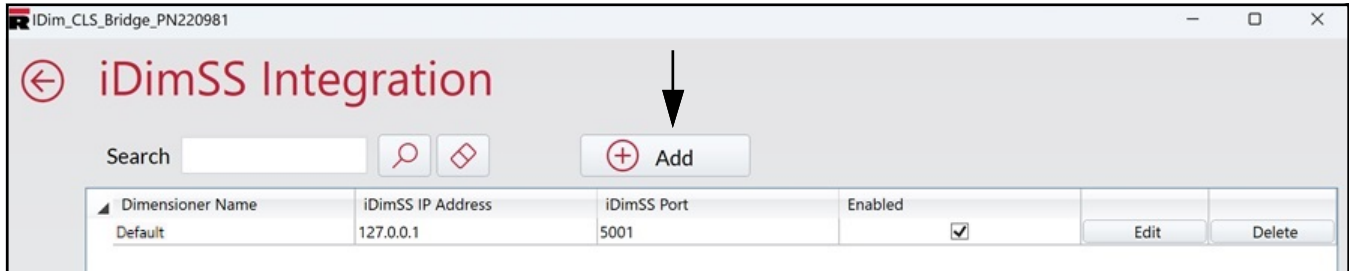 R IDim_CLS_Bridge_PN220981
iDimSS Integration
Search Add
Dimensioner Name iDimSS IP Address iDimSS Port Enabled
Default 127.0.0.1 5001 Edit Delete